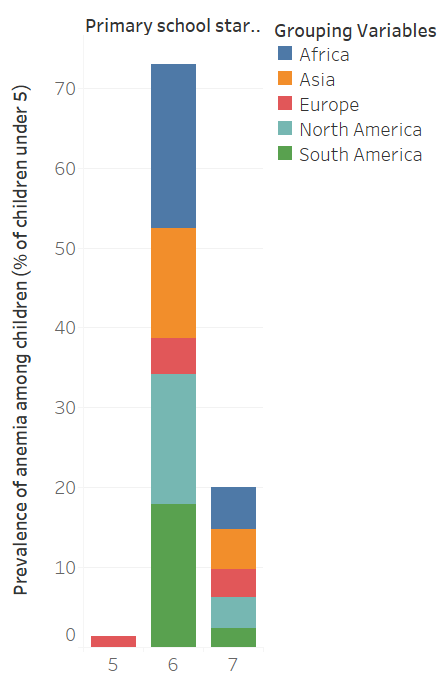 Primary school star..
Grouping Variables
Africa
Asia
Europe
North America
South America
Prevalence of anemia among children (% of children under 5)
70
60
50
40
30
20
10
0
5 6 7